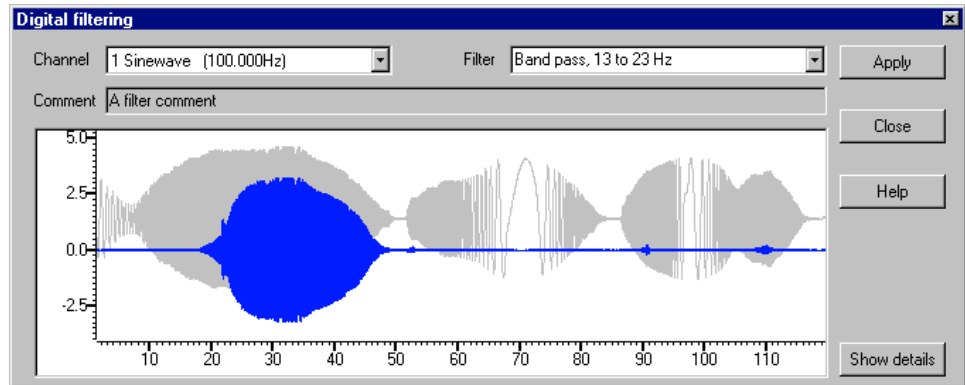 Digital filtering
Channel 1 Sinewave (100.000Hz) Filter Band pass, 13 to 23 Hz Apply
Comment A filter comment
Close
Help
5.0
2.5
0.0
-2.5
10 20 30 40 50 60 70 80 90 100 110
Show details